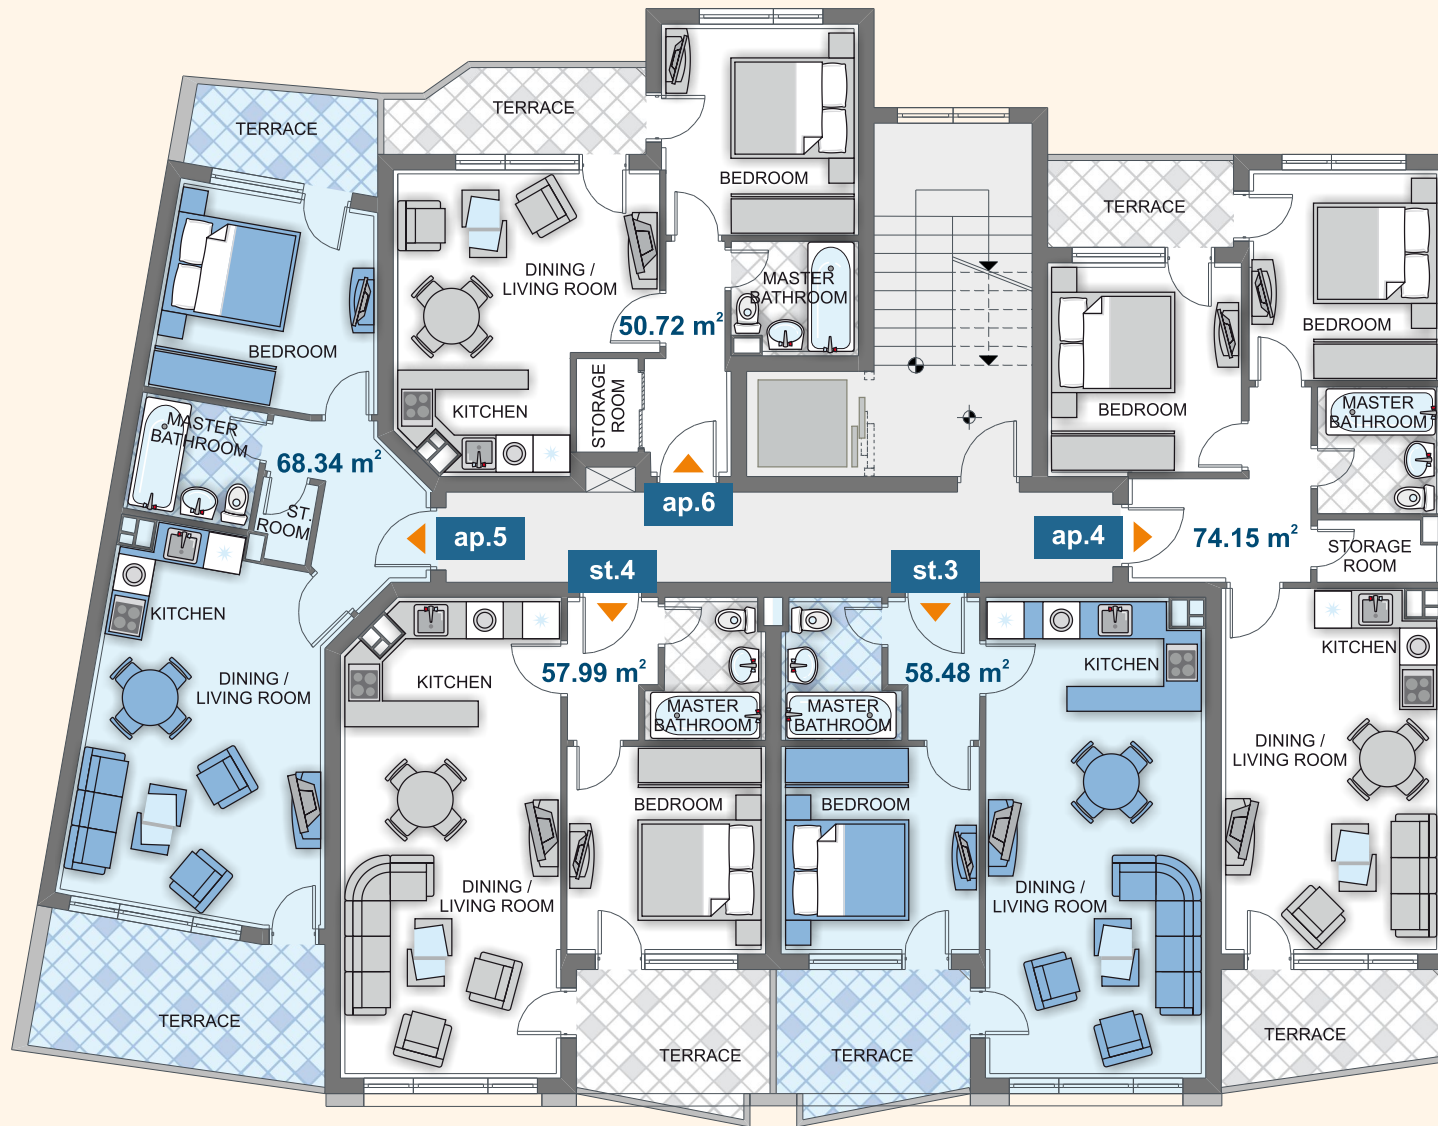 TERRACE
TERRACE
BEDROOM
TERRACE
DINING /
LIVING ROOM
MASTER
BATHROOM
50.72 m²
BEDROOM
BEDROOM
KITCHEN
STORAGE
ROOM
BEDROOM
MASTER
BATHROOM
MASTER
BATHROOM
68.34 m²
ap.6
ST.
ROOM
ap.5
ap.4
74.15 m²
STORAGE
ROOM
st.4
st.3
KITCHEN
KITCHEN
57.99 m²
58.48 m²
KITCHEN
KITCHEN
DINING /
LIVING ROOM
MASTER
BATHROOM
MASTER
BATHROOM
DINING /
LIVING ROOM
BEDROOM
BEDROOM
DINING /
LIVING ROOM
DINING /
LIVING ROOM
TERRACE
TERRACE
TERRACE
TERRACE